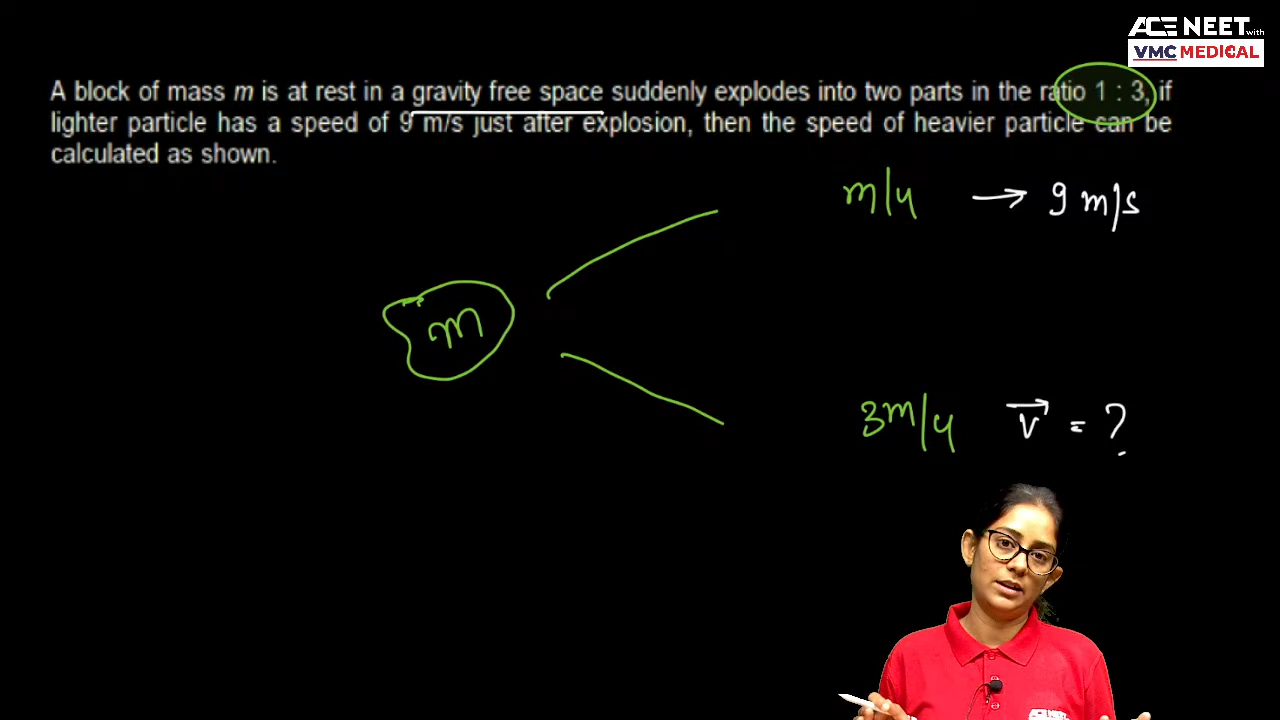 ACE NEET with
VMC MEDICAL
A block of mass m is at rest in a gravity free space suddenly explodes into two parts in the ratio 1 : 3, if
lighter particle has a speed of 9 m/s just after explosion, then the speed of heavier particle can be
calculated as shown.
m/4 → 9 m/s
m
3m/4 v⃗ = ?
ACE NEET